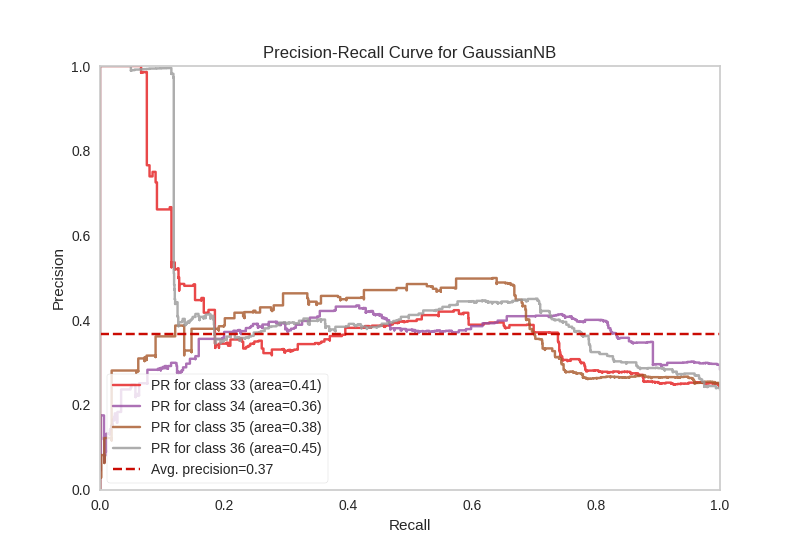 Precision-Recall Curve for GaussianNB
1.0
0.8
0.6
0.4
0.2
0.0
Precision
PR for class 33 (area=0.41)
PR for class 34 (area=0.36)
PR for class 35 (area=0.38)
PR for class 36 (area=0.45)
Avg. precision=0.37
0.0 0.2 0.4 0.6 0.8 1.0
Recall